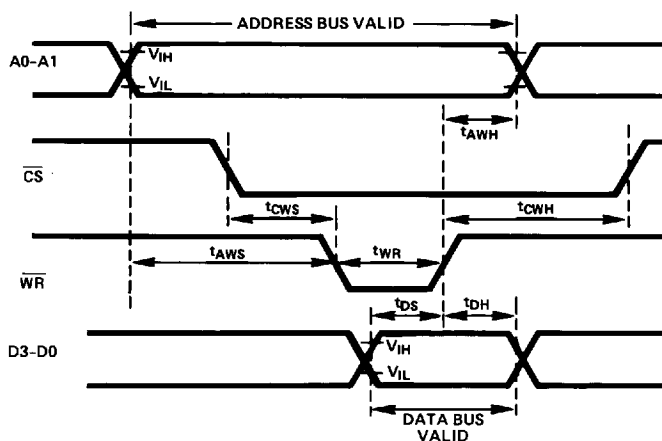 ADDRESS BUS VALID
A0–A1
VIH
VIL
tAWH
CS
tCWS
tCWH
tAWS
tWR
WR
tDS
tDH
D3–D0
VIH
VIL
DATA BUS
VALID